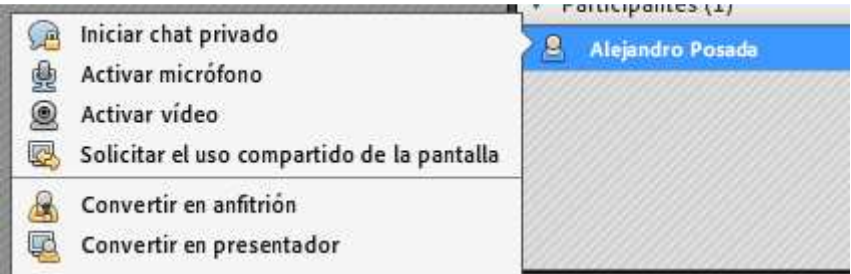 Participantes (1)
Iniciar chat privado
Alejandro Posada
Activar micrófono
Activar vídeo
Solicitar el uso compartido de la pantalla
Convertir en anfitrión
Convertir en presentador